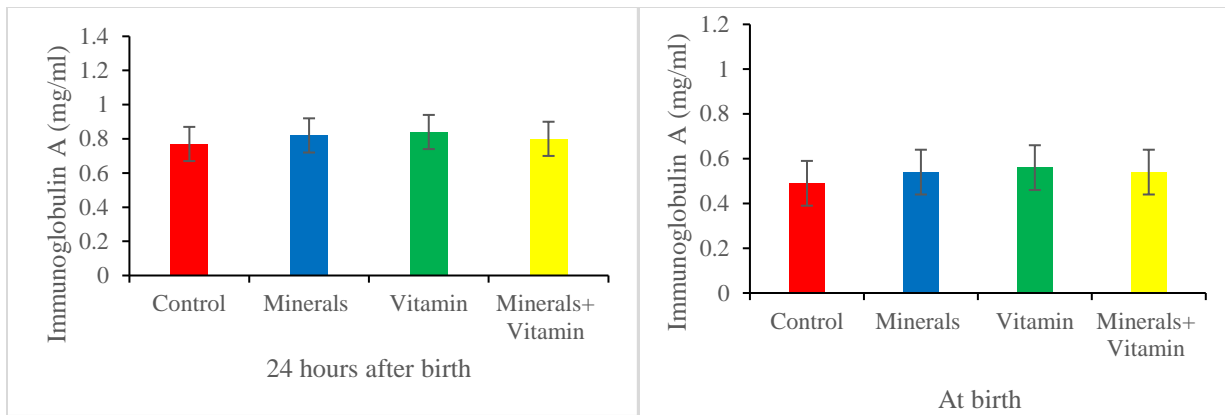 Immunoglobulin A (mg/ml)
1.4
1.2
1
0.8
0.6
0.4
0.2
0
Control
Minerals
Vitamin
Minerals+
Vitamin
24 hours after birth
Immunoglobulin A (mg/ml)
1.2
1
0.8
0.6
0.4
0.2
0
Control
Minerals
Vitamin
Minerals+
Vitamin
At birth